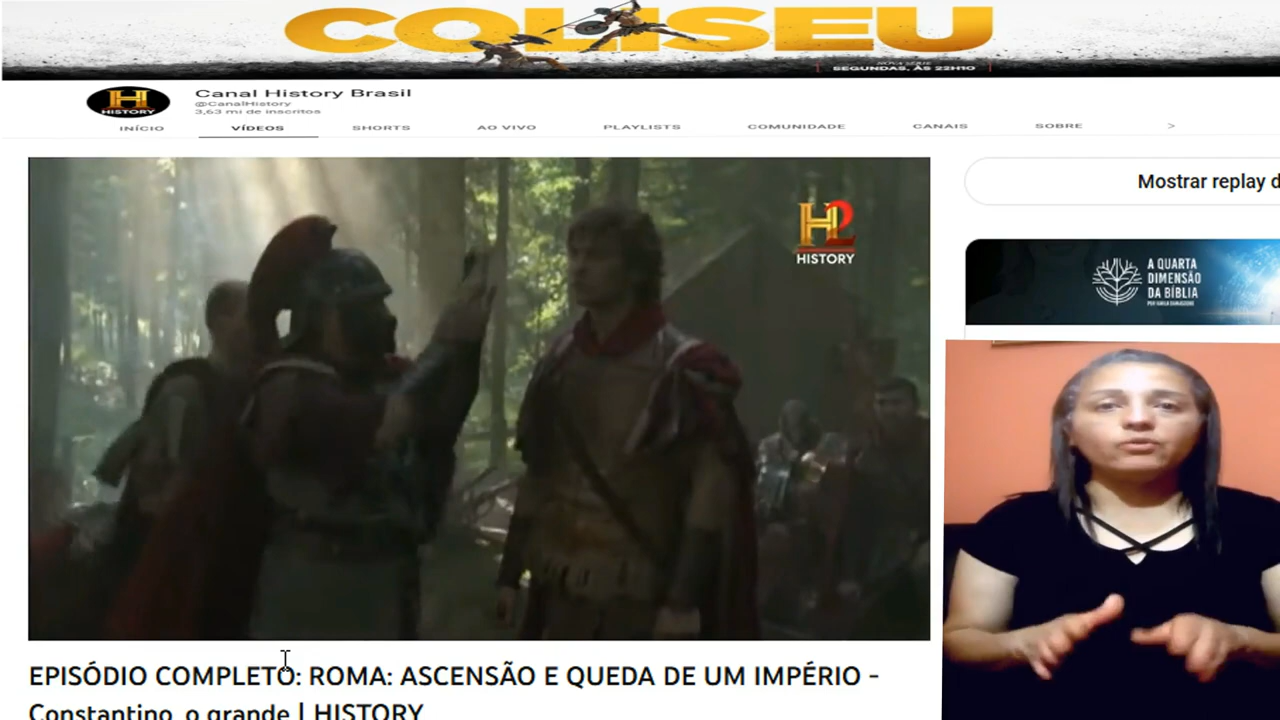 COLISEU
NOVA SÉRIE
SEGUNDAS, ÀS 22H10
HISTORY
Canal History Brasil
@CanalHistory
3,63 mi de inscritos
INÍCIO
VÍDEOS
SHORTS
AO VIVO
PLAYLISTS
COMUNIDADE
CANAIS
SOBRE
>
H2
HISTORY
Mostrar replay d
A QUARTA
DIMENSÃO
DA BÍBLIA
EPISÓDIO COMPLETO: ROMA: ASCENSÃO E QUEDA DE UM IMPÉRIO -
Constantino, o grande | HISTORY